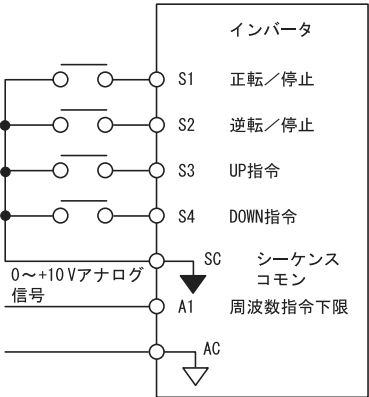 インバータ
S1 正転／停止
S2 逆転／停止
S3 UP指令
S4 DOWN指令
SC シーケンス
コモン
0～+10Vアナログ
信号
A1 周波数指令下限
AC